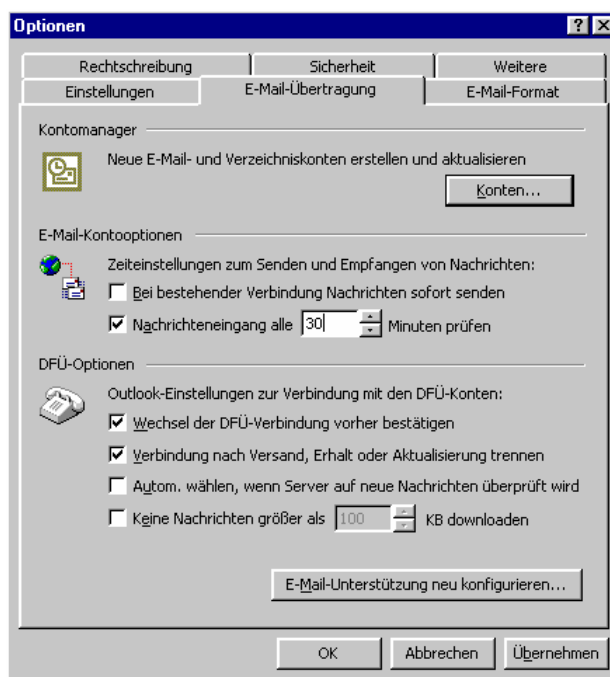 Optionen
Rechtschreibung Sicherheit Weitere
Einstellungen E-Mail-Übertragung E-Mail-Format
Kontomanager
Neue E-Mail- und Verzeichniskonten erstellen und aktualisieren
Konten...
E-Mail-Kontooptionen
Zeiteinstellungen zum Senden und Empfangen von Nachrichten:
Bei bestehender Verbindung Nachrichten sofort senden
Nachrichteneingang alle 30 Minuten prüfen
DFÜ-Optionen
Outlook-Einstellungen zur Verbindung mit den DFÜ-Konten:
Wechsel der DFÜ-Verbindung vorher bestätigen
Verbindung nach Versand, Erhalt oder Aktualisierung trennen
Autom. wählen, wenn Server auf neue Nachrichten überprüft wird
Keine Nachrichten größer als 100 KB downloaden
E-Mail-Unterstützung neu konfigurieren...
OK Abbrechen Übernehmen